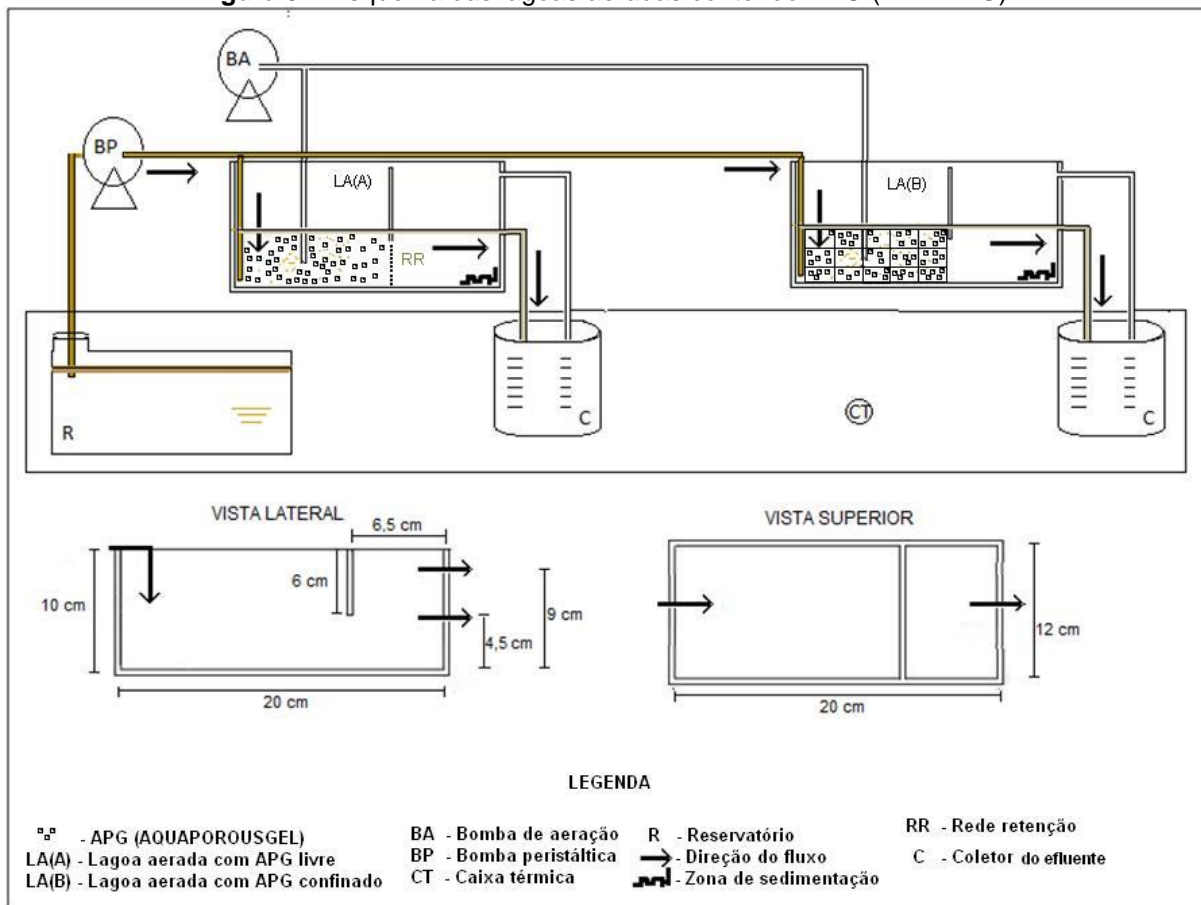 BA
BP
LA(A)
LA(B)
RR
R
C
CT
C
VISTA LATERAL
6,5 cm
6 cm
10 cm
9 cm
4,5 cm
20 cm
VISTA SUPERIOR
12 cm
20 cm
LEGENDA
- APG (AQUAPOROUSGEL)
LA(A) - Lagoa aerada com APG livre
LA(B) - Lagoa aerada com APG confinado
BA - Bomba de aeração
BP - Bomba peristáltica
CT - Caixa térmica
R - Reservatório
- Direção do fluxo
- Zona de sedimentação
RR - Rede retenção
C - Coletor do efluente